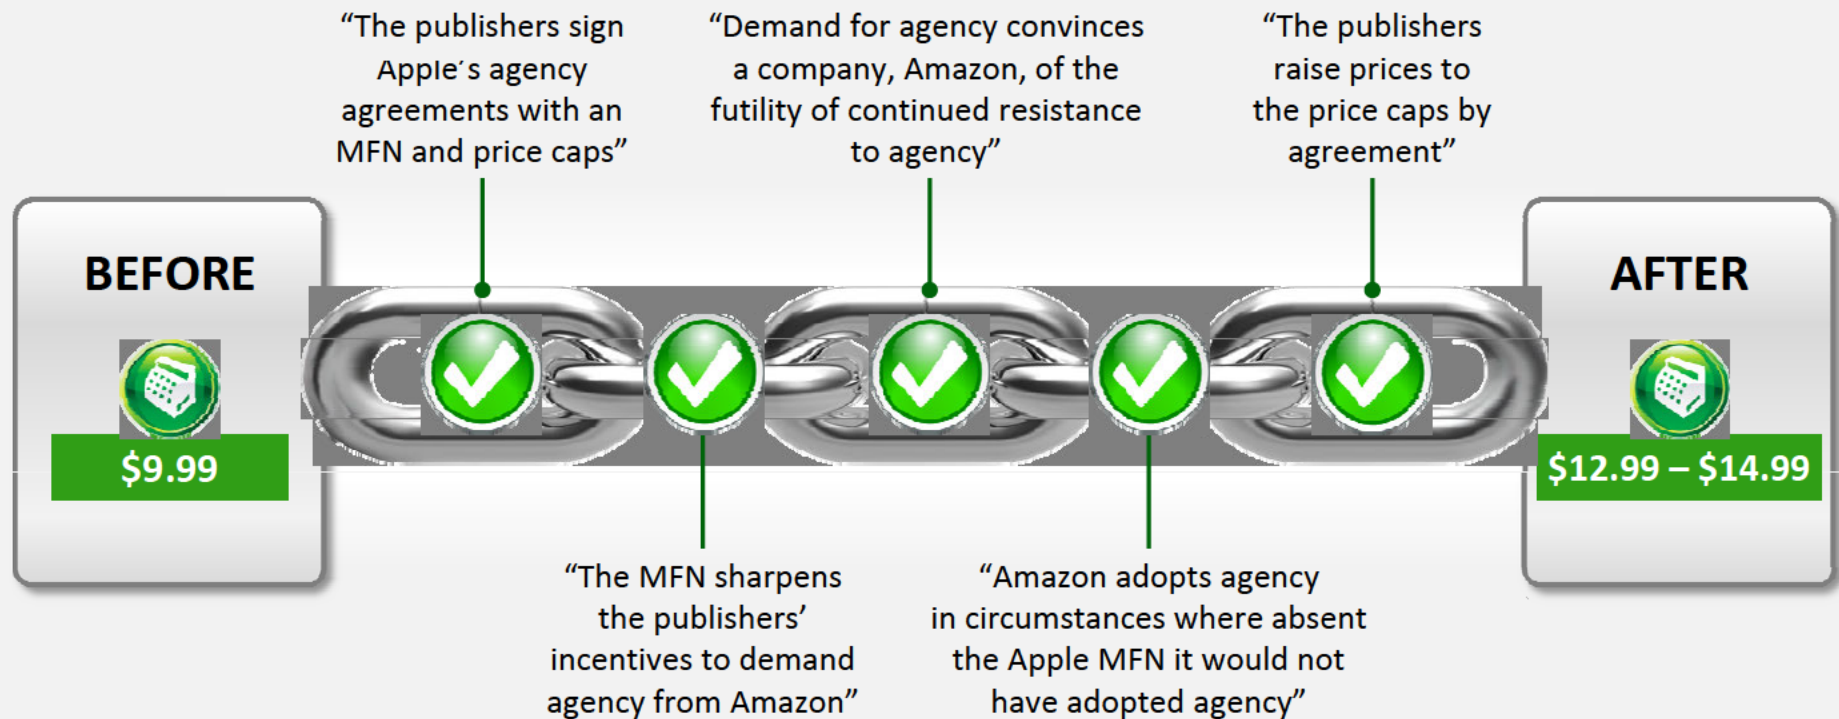 “The publishers sign
Apple’s agency
agreements with an
MFN and price caps”
“Demand for agency convinces
a company, Amazon, of the
futility of continued resistance
to agency”
“The publishers
raise prices to
the price caps by
agreement”
BEFORE
$9.99
AFTER
$12.99 – $14.99
“The MFN sharpens
the publishers’
incentives to demand
agency from Amazon”
“Amazon adopts agency
in circumstances where absent
the Apple MFN it would not
have adopted agency”